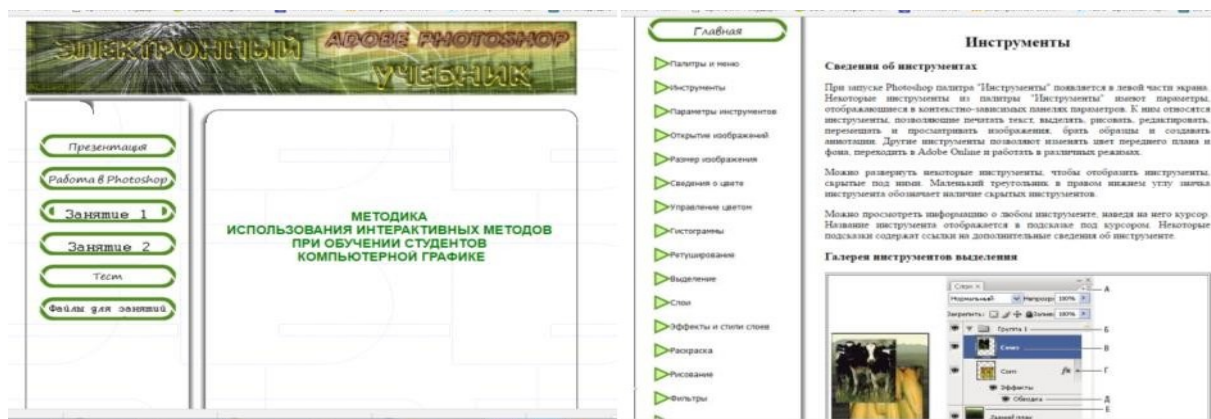 ЭЛЕКТРОННЫЙ
ADOBE PHOTOSHOP
УЧЕБНИК
Презентация
Работа в Photoshop
Занятие 1
Занятие 2
Тест
Файлы для занятий
МЕТОДИКА
ИСПОЛЬЗОВАНИЯ ИНТЕРАКТИВНЫХ МЕТОДОВ
ПРИ ОБУЧЕНИИ СТУДЕНТОВ
КОМПЬЮТЕРНОЙ ГРАФИКЕ
Главная
Палитры и меню
Инструменты
Параметры инструментов
Открытие изображений
Размер изображения
Сведения о цвете
Управление цветом
Гистограммы
Ретуширование
Выделение
Слои
Эффекты и стили слоев
Раскраска
Рисование
Фильтры
Инструменты
Сведения об инструментах
При запуске Photoshop палитра "Инструменты" появляется в левой части экрана.
Некоторые инструменты из палитры "Инструменты" имеют параметры,
отображающиеся в контекстно-зависимых панелях параметров. К ним относятся
инструменты, позволяющие печатать текст, выделять, рисовать, редактировать,
перемещать и просматривать изображения, брать образцы и создавать
аннотации. Другие инструменты позволяют изменять цвет переднего плана и
фона, переходить в Adobe Online и работать в различных режимах.
Можно развернуть некоторые инструменты, чтобы отобразить инструменты,
скрытые под ними. Маленький треугольник в правом нижнем углу значка
инструмента обозначает наличие скрытых инструментов.
Можно просмотреть информацию о любом инструменте, наведя на него курсор.
Название инструмента отображается в подсказке под курсором. Некоторые
подсказки содержат ссылки на дополнительные сведения об инструменте.
Галерея инструментов выделения
Слои ×
А
Нормальный Непрозр: 100%
Закрепить: Заливка: 100%
Группа 1 Б
Cows В
Corn fx Г
Эффекты
Обводка Д
Е
Задний план